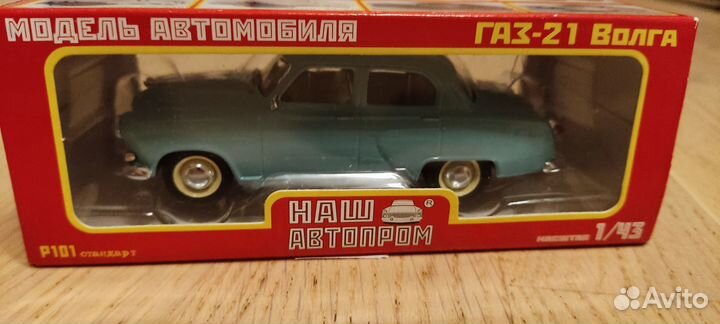 МОДЕЛЬ АВТОМОБИЛЯ
ГАЗ-21 Волга
НАШ
АВТОПРОМ ®
Р101 стандарт
МАСШТАБ 1/43
Avito